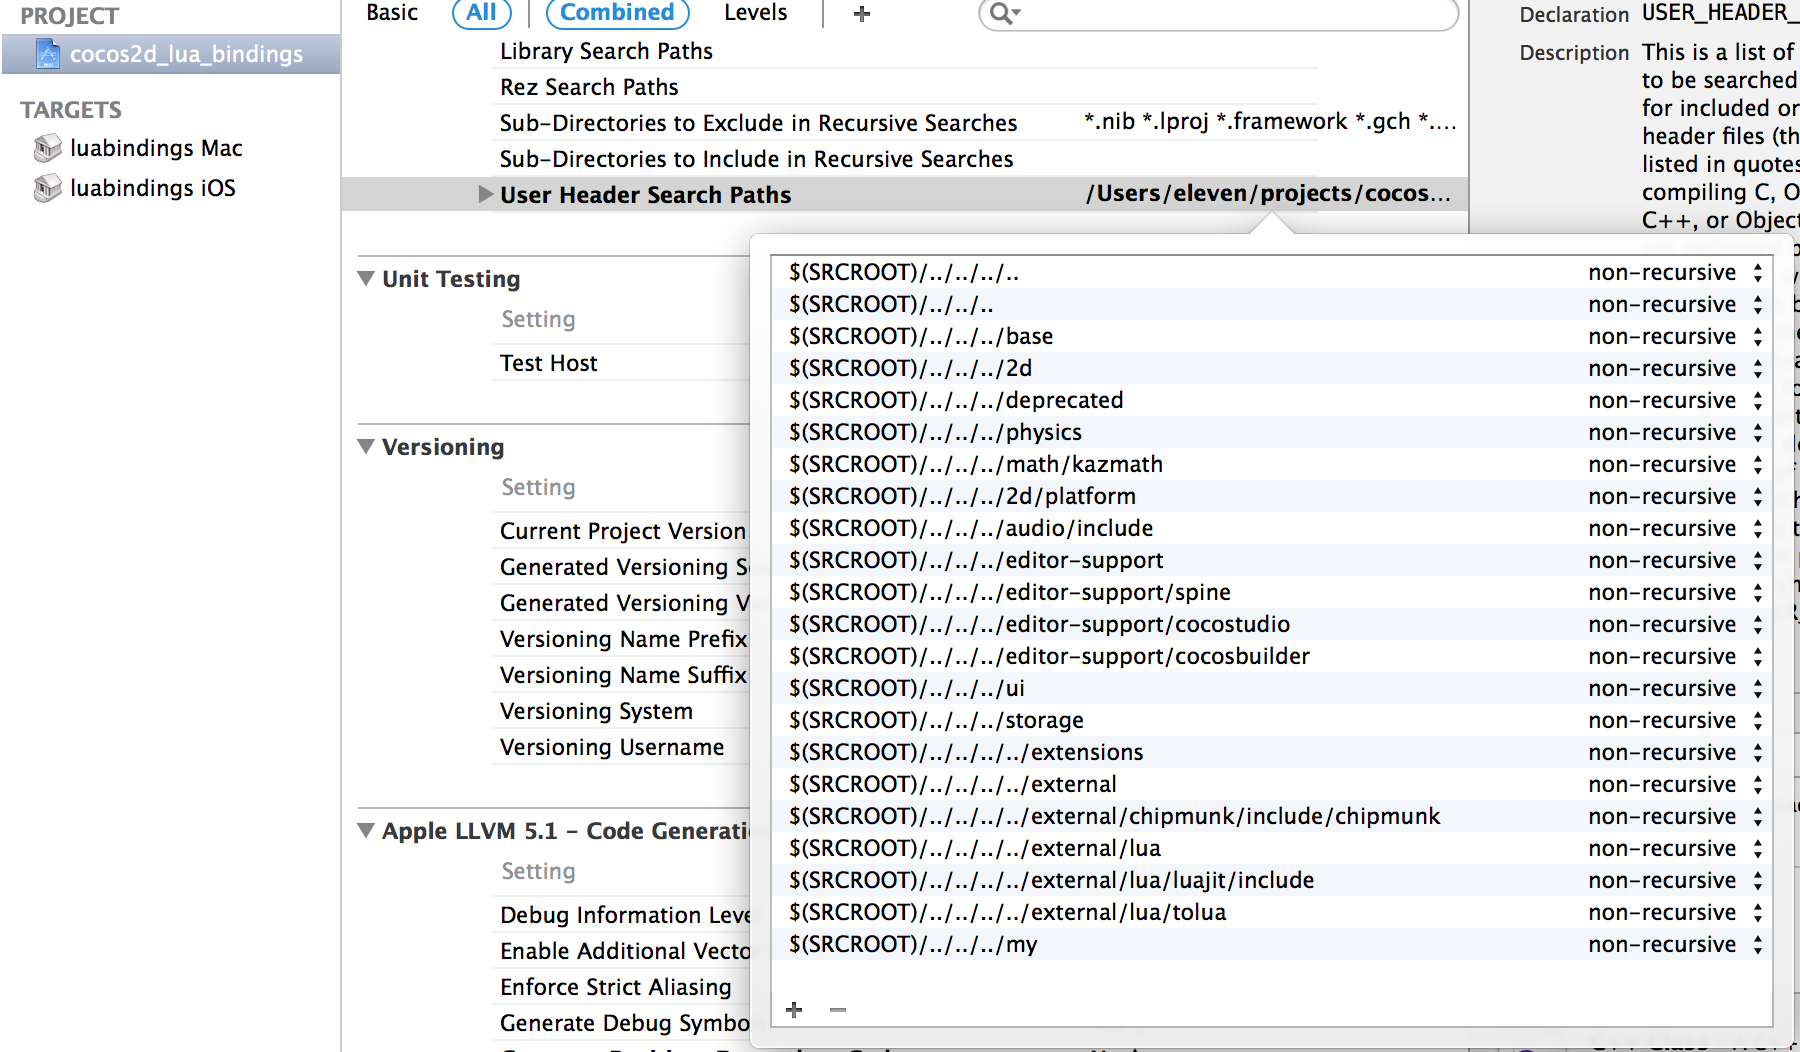 PROJECT
cocos2d_lua_bindings
TARGETS
luabindings Mac
luabindings iOS
Basic All Combined Levels +
Library Search Paths
Rez Search Paths
Sub-Directories to Exclude in Recursive Searches *.nib *.lproj *.framework *.gch *....
Sub-Directories to Include in Recursive Searches
User Header Search Paths /Users/eleven/projects/cocos...
Unit Testing
Setting
Test Host
Versioning
Setting
Current Project Version
Generated Versioning
Generated Versioning
Versioning Name Prefix
Versioning Name Suffix
Versioning System
Versioning Username
Apple LLVM 5.1 - Code Generati
Setting
Debug Information Leve
Enable Additional Vecto
Enforce Strict Aliasing
Generate Debug Symbo
$(SRCROOT)/../../../.. non-recursive
$(SRCROOT)/../../.. non-recursive
$(SRCROOT)/../../../base non-recursive
$(SRCROOT)/../../../2d non-recursive
$(SRCROOT)/../../../deprecated non-recursive
$(SRCROOT)/../../../physics non-recursive
$(SRCROOT)/../../../math/kazmath non-recursive
$(SRCROOT)/../../../2d/platform non-recursive
$(SRCROOT)/../../../audio/include non-recursive
$(SRCROOT)/../../../editor-support non-recursive
$(SRCROOT)/../../../editor-support/spine non-recursive
$(SRCROOT)/../../../editor-support/cocostudio non-recursive
$(SRCROOT)/../../../editor-support/cocosbuilder non-recursive
$(SRCROOT)/../../../ui non-recursive
$(SRCROOT)/../../../storage non-recursive
$(SRCROOT)/../../../../extensions non-recursive
$(SRCROOT)/../../../../external non-recursive
$(SRCROOT)/../../../../external/chipmunk/include/chipmunk non-recursive
$(SRCROOT)/../../../../external/lua non-recursive
$(SRCROOT)/../../../../external/lua/luajit/include non-recursive
$(SRCROOT)/../../../../external/lua/tolua non-recursive
$(SRCROOT)/../../../my non-recursive
+ −
Declaration USER_HEADER_
Description This is a list of
to be searched
for included or
header files (th
listed in quotes
compiling C, O
C++, or Object